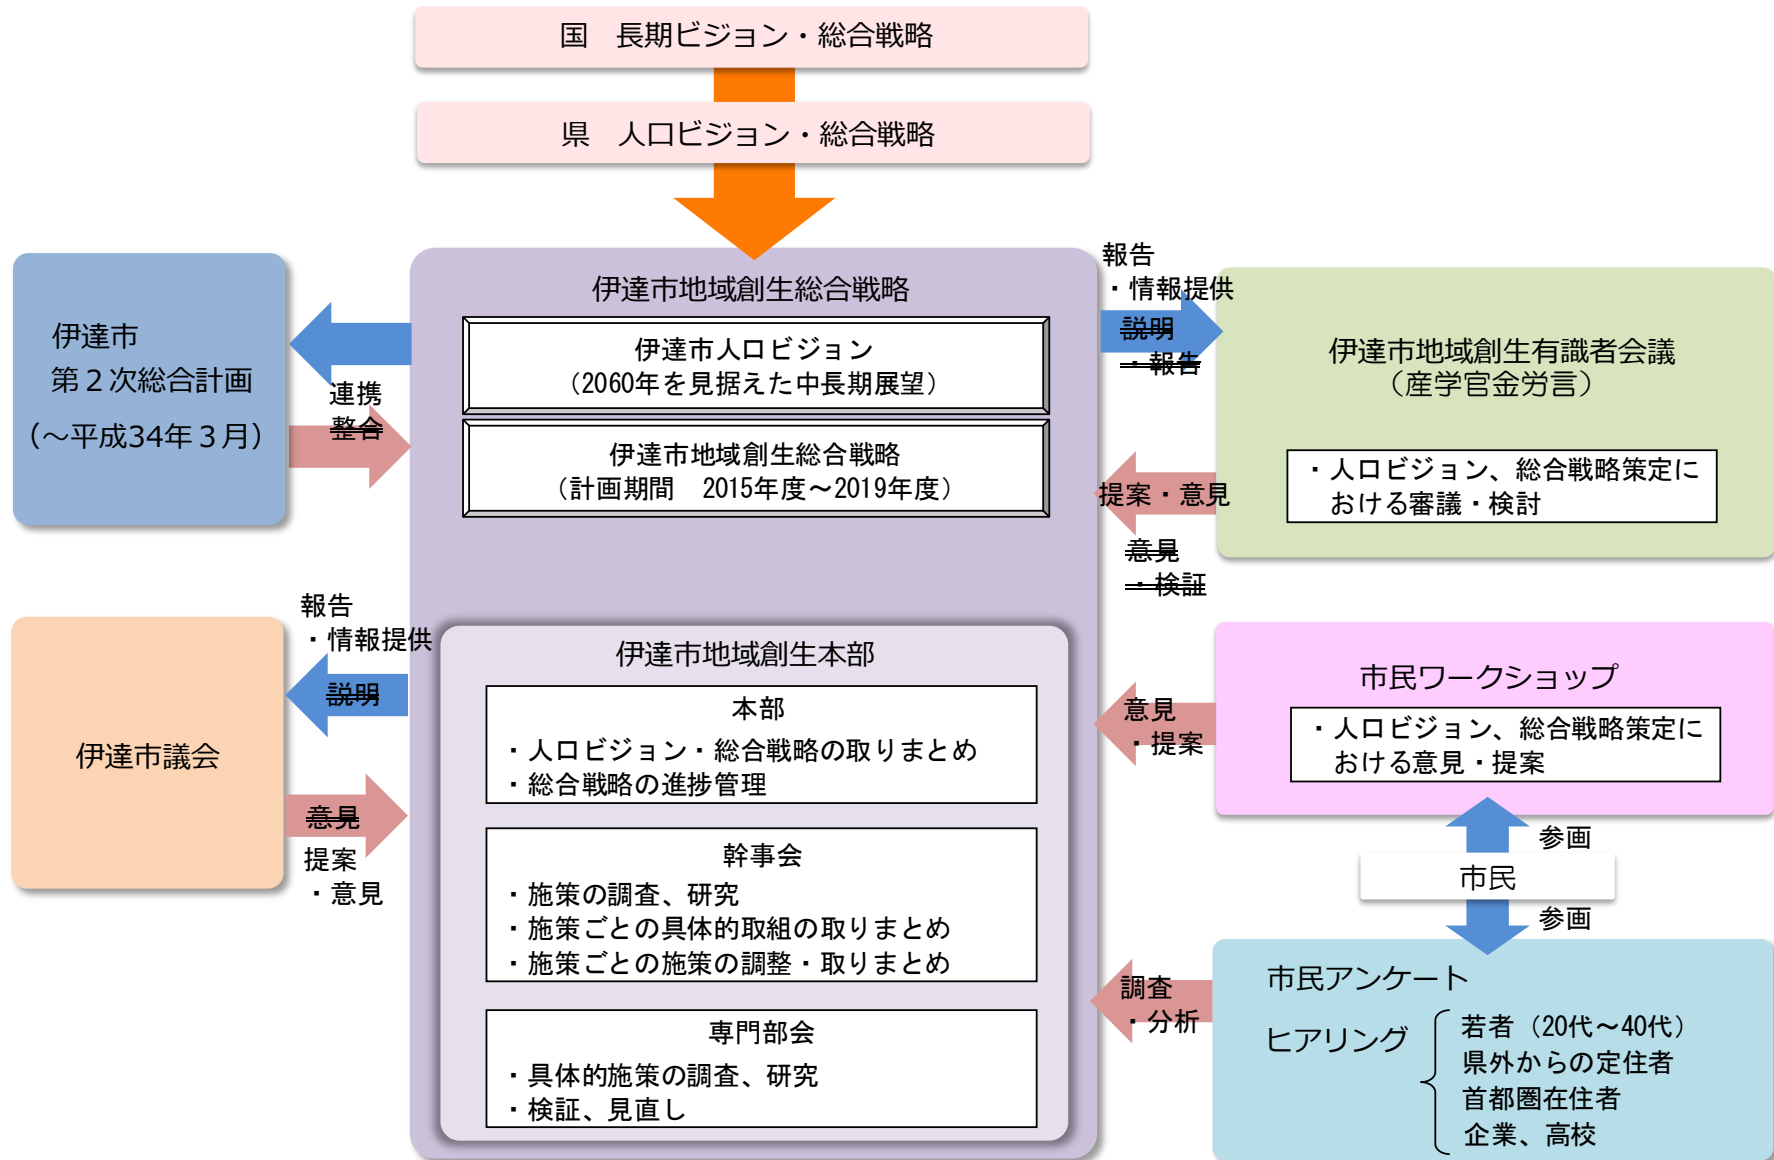 国　長期ビジョン・総合戦略
県　人口ビジョン・総合戦略
伊達市
第２次総合計画
（～平成34年３月）
連携
整合
伊達市地域創生総合戦略
伊達市人口ビジョン
（2060年を見据えた中長期展望）
伊達市地域創生総合戦略
（計画期間　2015年度～2019年度）
報告
・情報提供
説明
・報告
提案・意見
意見
・検証
伊達市地域創生有識者会議
（産学官金労言）
・人口ビジョン、総合戦略策定に
おける審議・検討
伊達市議会
報告
・情報提供
説明
意見
提案
・意見
伊達市地域創生本部
本部
・人口ビジョン・総合戦略の取りまとめ
・総合戦略の進捗管理
幹事会
・施策の調査、研究
・施策ごとの具体的取組の取りまとめ
・施策ごとの施策の調整・取りまとめ
専門部会
・具体的施策の調査、研究
・検証、見直し
意見
・提案
市民ワークショップ
・人口ビジョン、総合戦略策定に
おける意見・提案
参画
市民
参画
調査
・分析
市民アンケート
ヒアリング
若者（20代～40代）
県外からの定住者
首都圏在住者
企業、高校